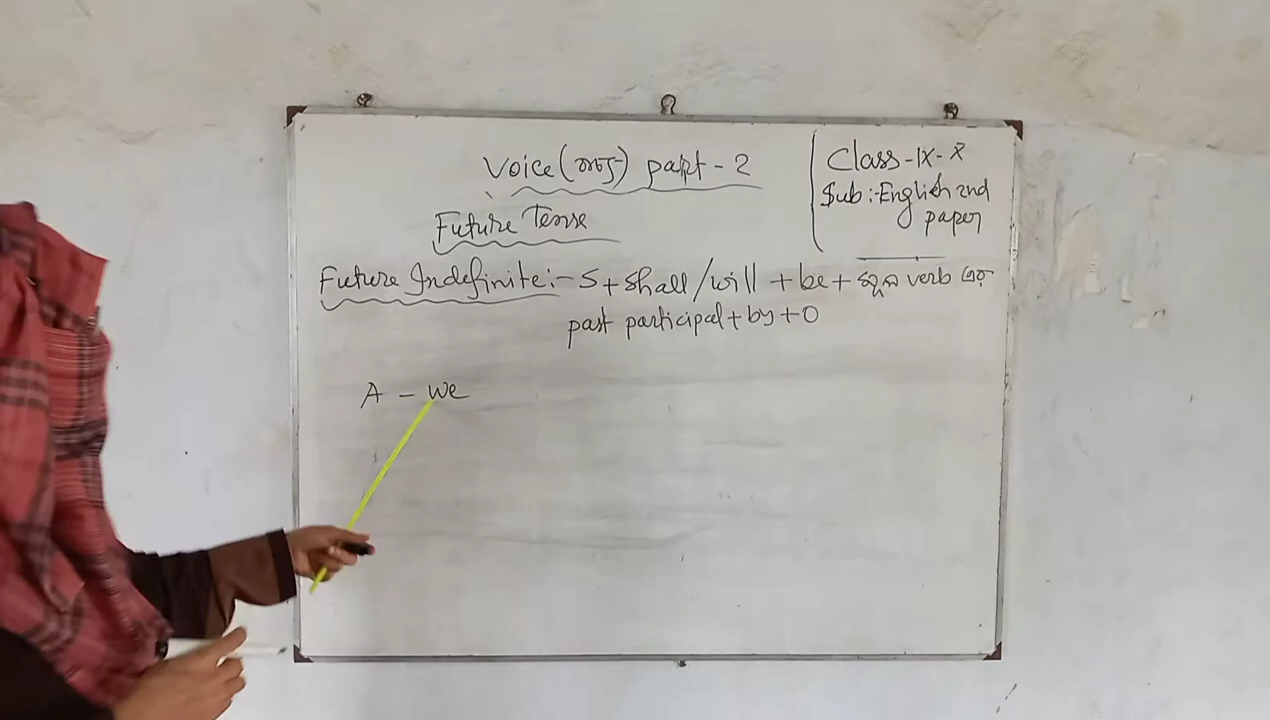 Voice (বাচ্য) part - 2
Class - IX - X
Sub :- English 2nd
paper
Future Tense
Future Indefinite :- S + shall / will + be + মূল verb এর
past participal + by + O
A - We